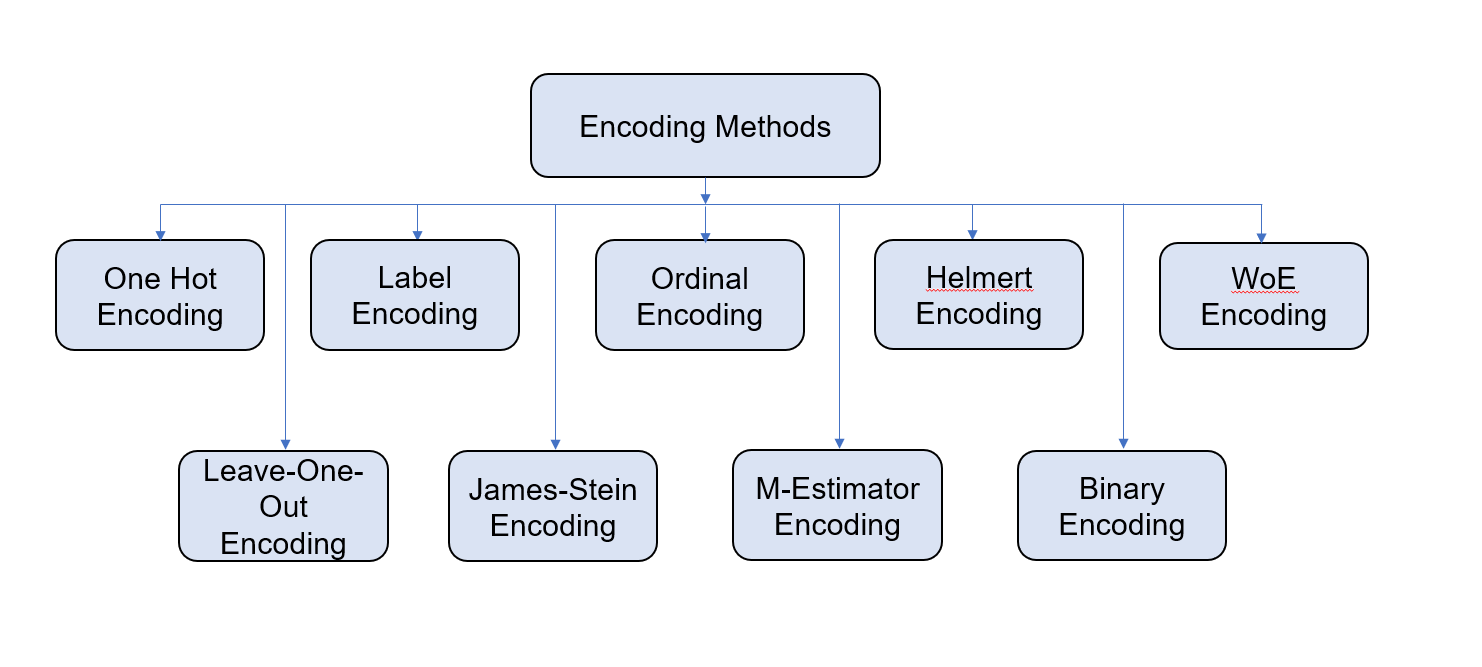 Encoding Methods
One Hot
Encoding
Label
Encoding
Ordinal
Encoding
Helmert
Encoding
WoE
Encoding
Leave-One-
Out
Encoding
James-Stein
Encoding
M-Estimator
Encoding
Binary
Encoding